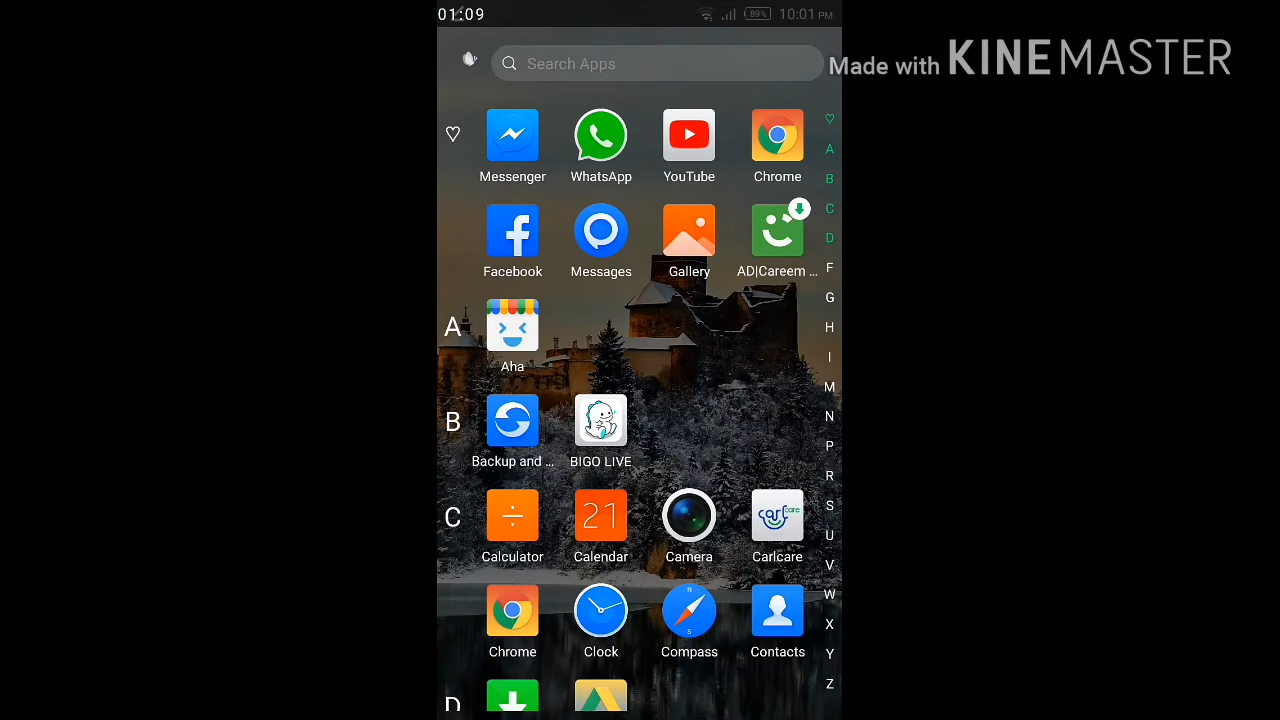 01:09
89%
10:01 PM
Search Apps
Made with KINEMASTER
Messenger
WhatsApp
YouTube
Chrome
Facebook
Messages
Gallery
AD|Careem ...
A
Aha
B
Backup and ...
BIGO LIVE
C
21
carlcare
Calculator
Calendar
Camera
Carlcare
N
S
Chrome
Clock
Compass
Contacts
D
A
B
C
D
F
G
H
I
M
N
P
R
S
U
V
W
X
Y
Z